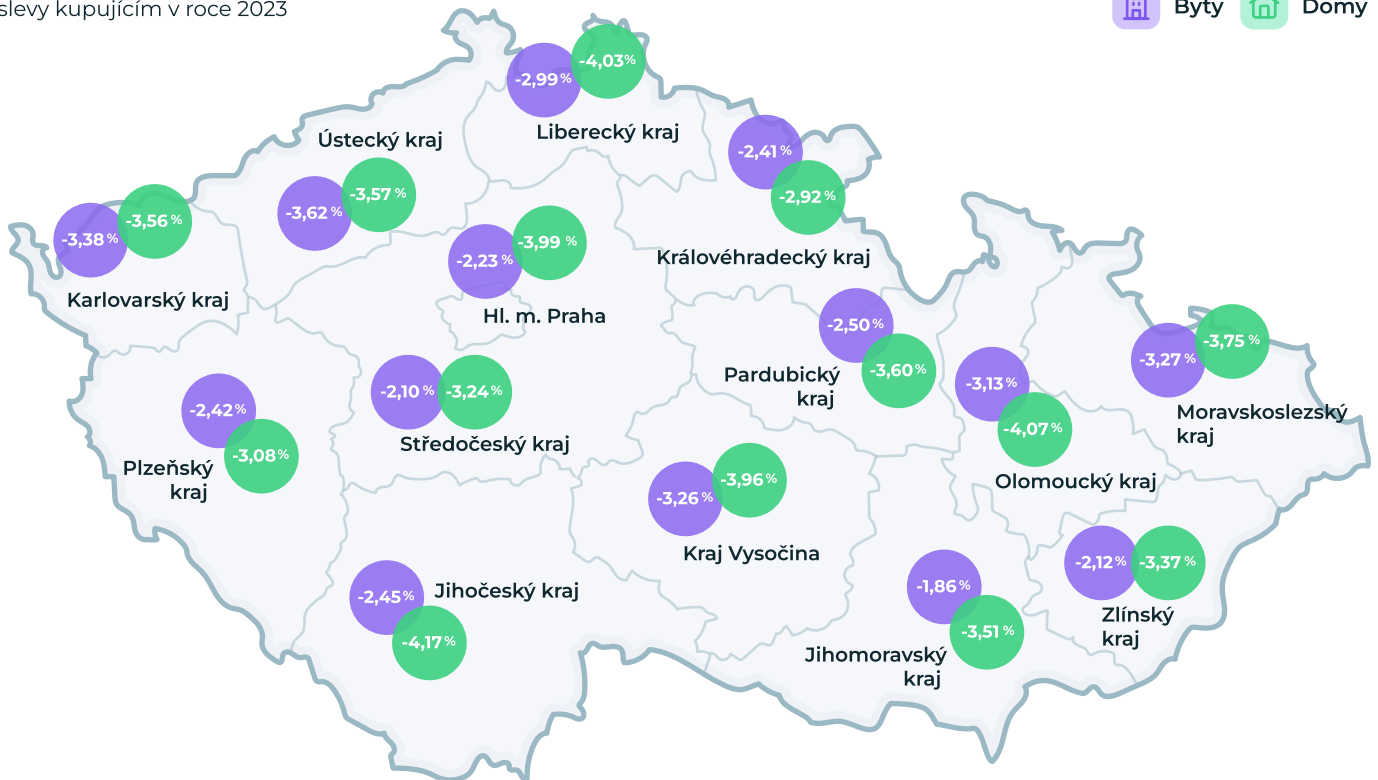 slevy kupujícím v roce 2023
Byty
Domy
-2,99%
-4,03%
Liberecký kraj
Ústecký kraj
-3,62%
-3,57%
-2,41%
-2,92%
Královéhradecký kraj
-3,38%
-3,56%
Karlovarský kraj
-2,23%
-3,99%
Hl. m. Praha
-2,50%
-3,60%
Pardubický
kraj
-3,27%
-3,75%
Moravskoslezský
kraj
-2,10%
-3,24%
Středočeský kraj
-3,13%
-4,07%
Olomoucký kraj
-2,42%
-3,08%
Plzeňský
kraj
-3,26%
-3,96%
Kraj Vysočina
-2,12%
-3,37%
Zlínský
kraj
-2,45%
-4,17%
Jihočeský kraj
-1,86%
-3,51%
Jihomoravský
kraj